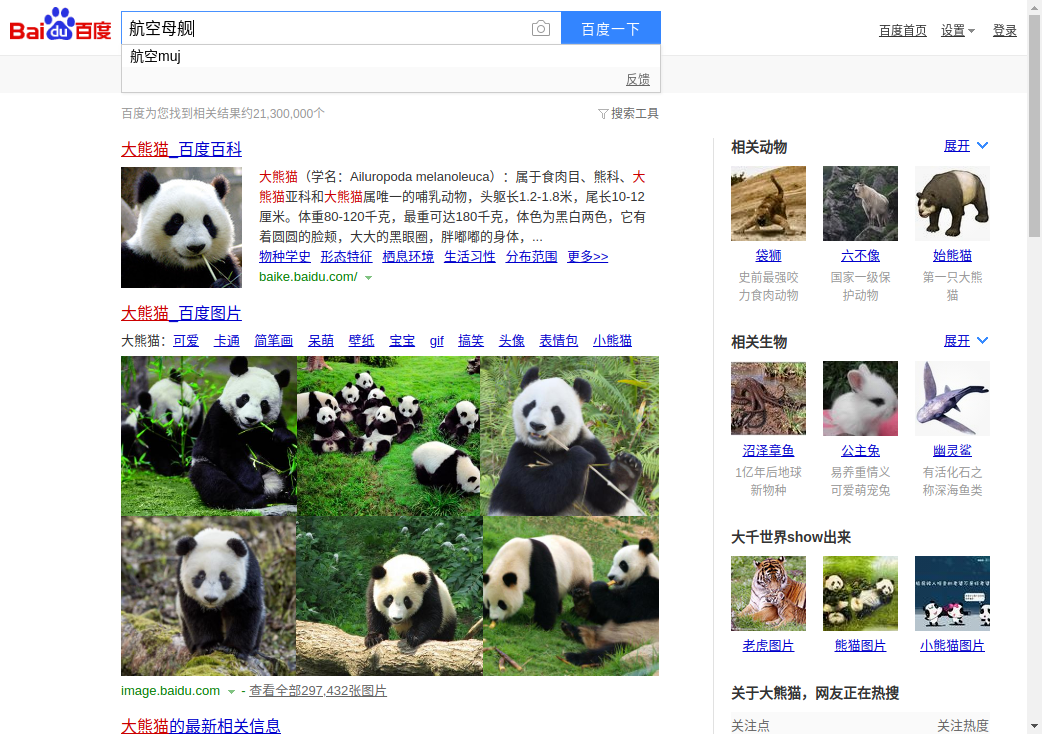 Bai du 百度
航空母舰
百度一下
百度首页 设置 登录
航空muj
反馈
百度为您找到相关结果约21,300,000个
搜索工具
大熊猫_百度百科
大熊猫（学名：Ailuropoda melanoleuca）：属于食肉目、熊科、大
熊猫亚科和大熊猫属唯一的哺乳动物，头躯长1.2-1.8米，尾长10-12
厘米。体重80-120千克，最重可达180千克，体色为黑白两色，它有
着圆圆的脸颊，大大的黑眼圈，胖嘟嘟的身体，...
物种学史 形态特征 栖息环境 生活习性 分布范围 更多>>
baike.baidu.com/
大熊猫_百度图片
大熊猫：可爱 卡通 简笔画 呆萌 壁纸 宝宝 gif 搞笑 头像 表情包 小熊猫
image.baidu.com - 查看全部297,432张图片
大熊猫的最新相关信息
相关动物 展开
袋狮 六不像 始熊猫
史前最强咬 国家一级保 第一只大熊
力食肉动物 护动物 猫
相关生物 展开
沼泽章鱼 公主兔 幽灵鲨
1亿年后地球 易养重情义 有活化石之
新物种 可爱萌宠兔 称深海鱼类
大千世界show出来
老虎图片 熊猫图片 小熊猫图片
关于大熊猫，网友正在热搜
关注点 关注热度